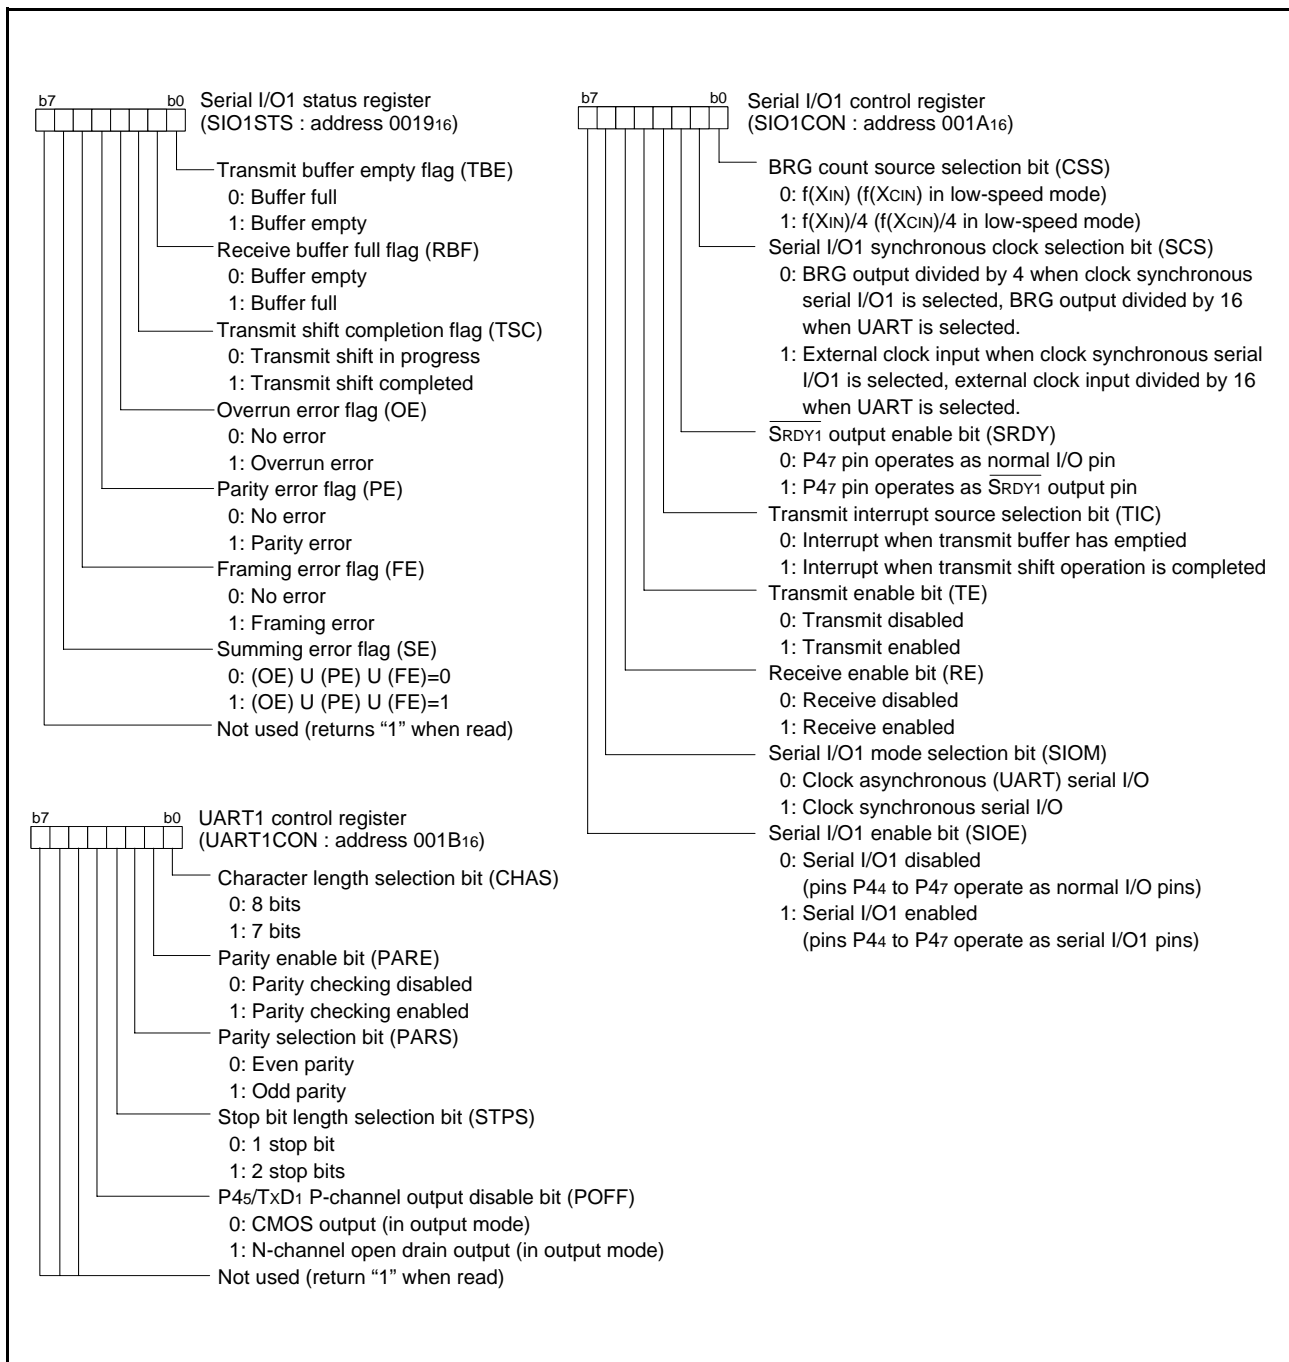 b7 b0 Serial I/O1 status register
(SIO1STS : address 001916)
Transmit buffer empty flag (TBE)
0: Buffer full
1: Buffer empty
Receive buffer full flag (RBF)
0: Buffer empty
1: Buffer full
Transmit shift completion flag (TSC)
0: Transmit shift in progress
1: Transmit shift completed
Overrun error flag (OE)
0: No error
1: Overrun error
Parity error flag (PE)
0: No error
1: Parity error
Framing error flag (FE)
0: No error
1: Framing error
Summing error flag (SE)
0: (OE) U (PE) U (FE)=0
1: (OE) U (PE) U (FE)=1
Not used (returns “1” when read)
b7 b0 UART1 control register
(UART1CON : address 001B16)
Character length selection bit (CHAS)
0: 8 bits
1: 7 bits
Parity enable bit (PARE)
0: Parity checking disabled
1: Parity checking enabled
Parity selection bit (PARS)
0: Even parity
1: Odd parity
Stop bit length selection bit (STPS)
0: 1 stop bit
1: 2 stop bits
P45/TXD1 P-channel output disable bit (POFF)
0: CMOS output (in output mode)
1: N-channel open drain output (in output mode)
Not used (return “1” when read)
b7 b0 Serial I/O1 control register
(SIO1CON : address 001A16)
BRG count source selection bit (CSS)
0: f(XIN) (f(XCIN) in low-speed mode)
1: f(XIN)/4 (f(XCIN)/4 in low-speed mode)
Serial I/O1 synchronous clock selection bit (SCS)
0: BRG output divided by 4 when clock synchronous
serial I/O1 is selected, BRG output divided by 16
when UART is selected.
1: External clock input when clock synchronous serial
I/O1 is selected, external clock input divided by 16
when UART is selected.
SRDY1 output enable bit (SRDY)
0: P47 pin operates as normal I/O pin
1: P47 pin operates as SRDY1 output pin
Transmit interrupt source selection bit (TIC)
0: Interrupt when transmit buffer has emptied
1: Interrupt when transmit shift operation is completed
Transmit enable bit (TE)
0: Transmit disabled
1: Transmit enabled
Receive enable bit (RE)
0: Receive disabled
1: Receive enabled
Serial I/O1 mode selection bit (SIOM)
0: Clock asynchronous (UART) serial I/O
1: Clock synchronous serial I/O
Serial I/O1 enable bit (SIOE)
0: Serial I/O1 disabled
(pins P44 to P47 operate as normal I/O pins)
1: Serial I/O1 enabled
(pins P44 to P47 operate as serial I/O1 pins)